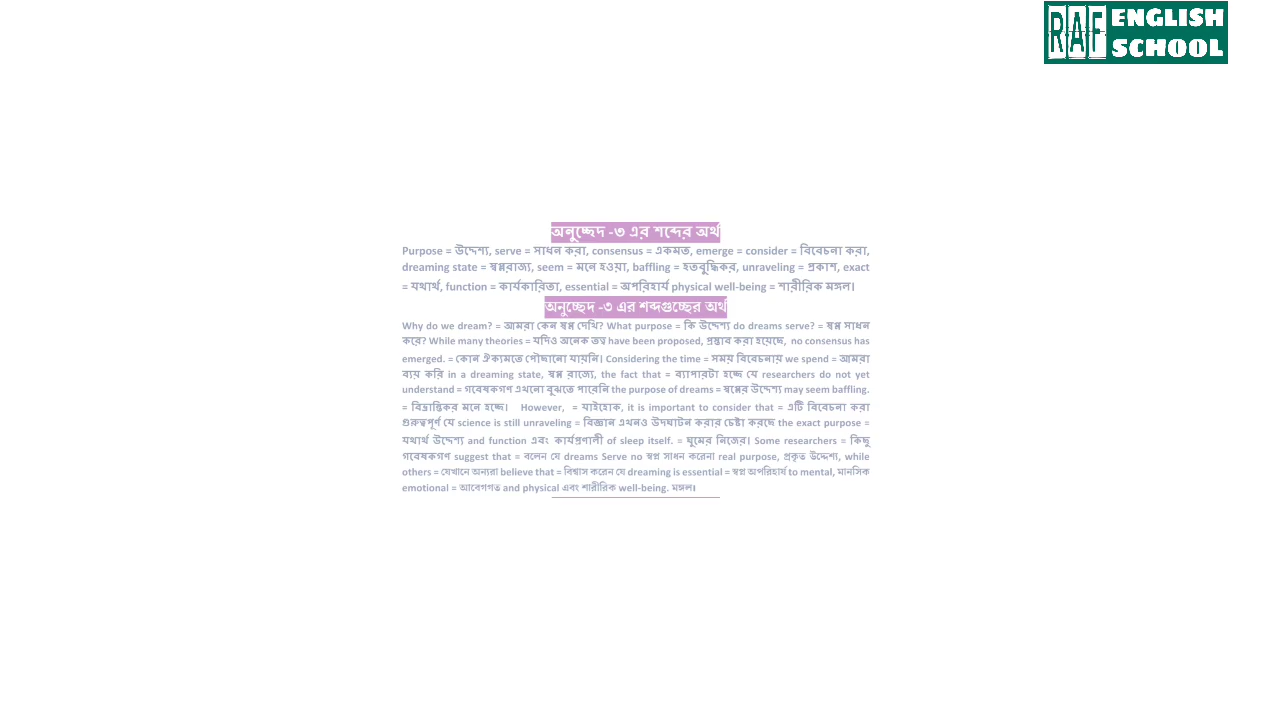 RAF ENGLISH
SCHOOL
অনুচ্ছেদ -৩ এর শব্দের অর্থ
Purpose = উদ্দেশ্য, serve = সাধন করা, consensus = একমত, emerge = consider = বিবেচনা করা,
dreaming state = স্বপ্নরাজ্য, seem = মনে হওয়া, baffling = হতবুদ্ধিকর, unraveling = প্রকাশ, exact
= যথার্থ, function = কার্যকারিতা, essential = অপরিহার্য physical well-being = শারীরিক মঙ্গল।
অনুচ্ছেদ -৩ এর শব্দগুচ্ছের অর্থ
Why do we dream? = আমরা কেন স্বপ্ন দেখি? What purpose = কি উদ্দেশ্য do dreams serve? = স্বপ্ন সাধন
করে? While many theories = যদিও অনেক তত্ব have been proposed, প্রস্তাব করা হয়েছে, no consensus has
emerged. = কোন ঐক্যমতে পৌছানো যায়নি। Considering the time = সময় বিবেচনায় we spend = আমরা
ব্যয় করি in a dreaming state, স্বপ্ন রাজ্যে, the fact that = ব্যাপারটা হচ্ছে যে researchers do not yet
understand = গবেষকগণ এখনো বুঝতে পারেনি the purpose of dreams = স্বপ্নের উদ্দেশ্য may seem baffling.
= বিভ্রান্তিকর মনে হচ্ছে। However, = যাইহোক, it is important to consider that = এটি বিবেচনা করা
গুরুত্বপূর্ণ যে science is still unraveling = বিজ্ঞান এখনও উদঘাটন করার চেষ্টা করছে the exact purpose =
যথার্থ উদ্দেশ্য and function এবং কার্যপ্রণালী of sleep itself. = ঘুমের নিজের। Some researchers = কিছু
গবেষকগণ suggest that = বলেন যে dreams Serve no স্বপ্ন সাধন করেনা real purpose, প্রকৃত উদ্দেশ্য, while
others = যেখানে অন্যরা believe that = বিশ্বাস করেন যে dreaming is essential = স্বপ্ন অপরিহার্য to mental, মানসিক
emotional = আবেগগত and physical এবং শারীরিক well-being. মঙ্গল।